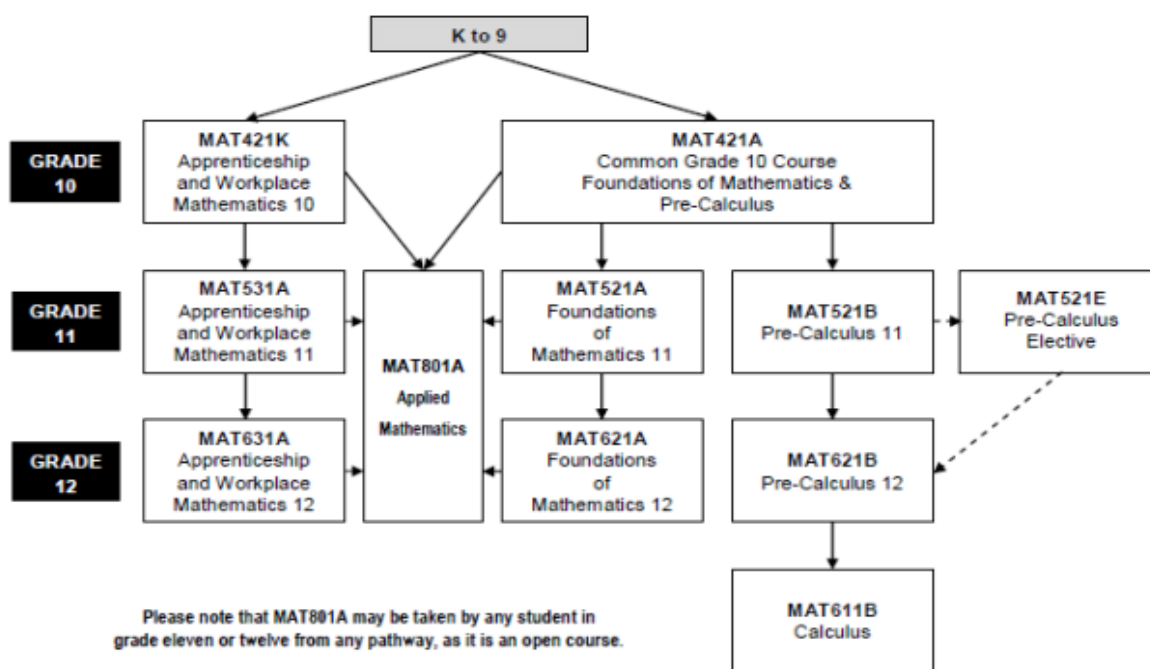 K to 9
GRADE
10
MAT421K
Apprenticeship
and Workplace
Mathematics 10
MAT421A
Common Grade 10 Course
Foundations of Mathematics &
Pre-Calculus
GRADE
11
MAT531A
Apprenticeship
and Workplace
Mathematics 11
MAT801A
Applied
Mathematics
MAT521A
Foundations
of
Mathematics 11
MAT521B
Pre-Calculus 11
MAT521E
Pre-Calculus
Elective
GRADE
12
MAT631A
Apprenticeship
and Workplace
Mathematics 12
MAT621A
Foundations
of
Mathematics 12
MAT621B
Pre-Calculus 12
MAT611B
Calculus
Please note that MAT801A may be taken by any student in
grade eleven or twelve from any pathway, as it is an open course.